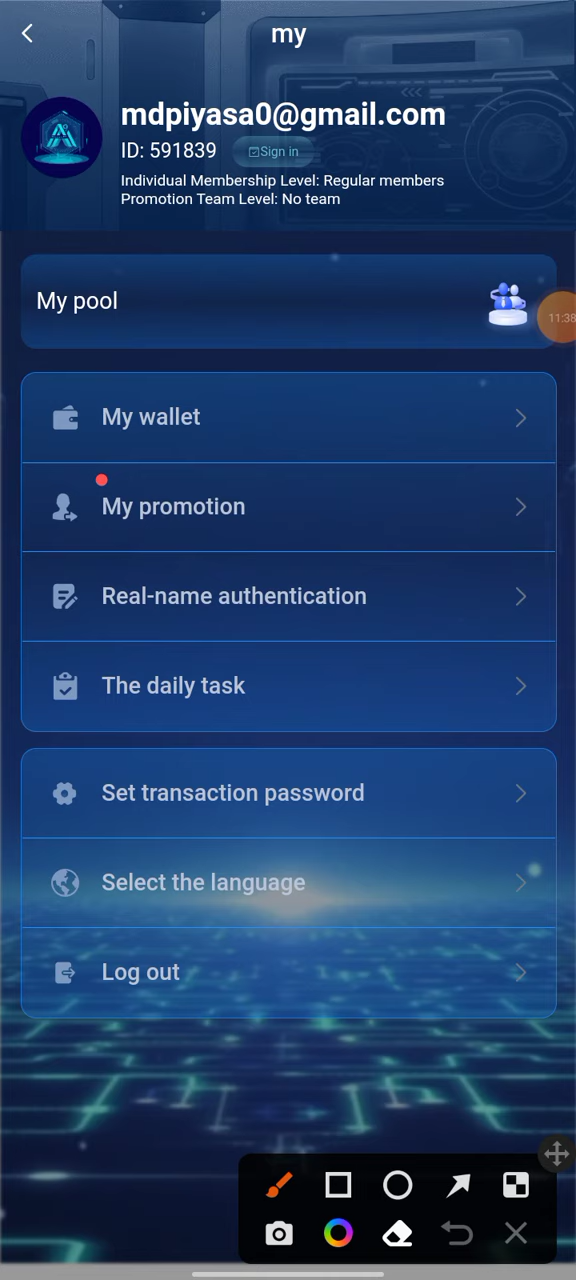 my
mdpiyasa0@gmail.com
ID: 591839
Sign in
Individual Membership Level: Regular members
Promotion Team Level: No team
My pool
11:38
My wallet
My promotion
Real-name authentication
The daily task
Set transaction password
Select the language
Log out